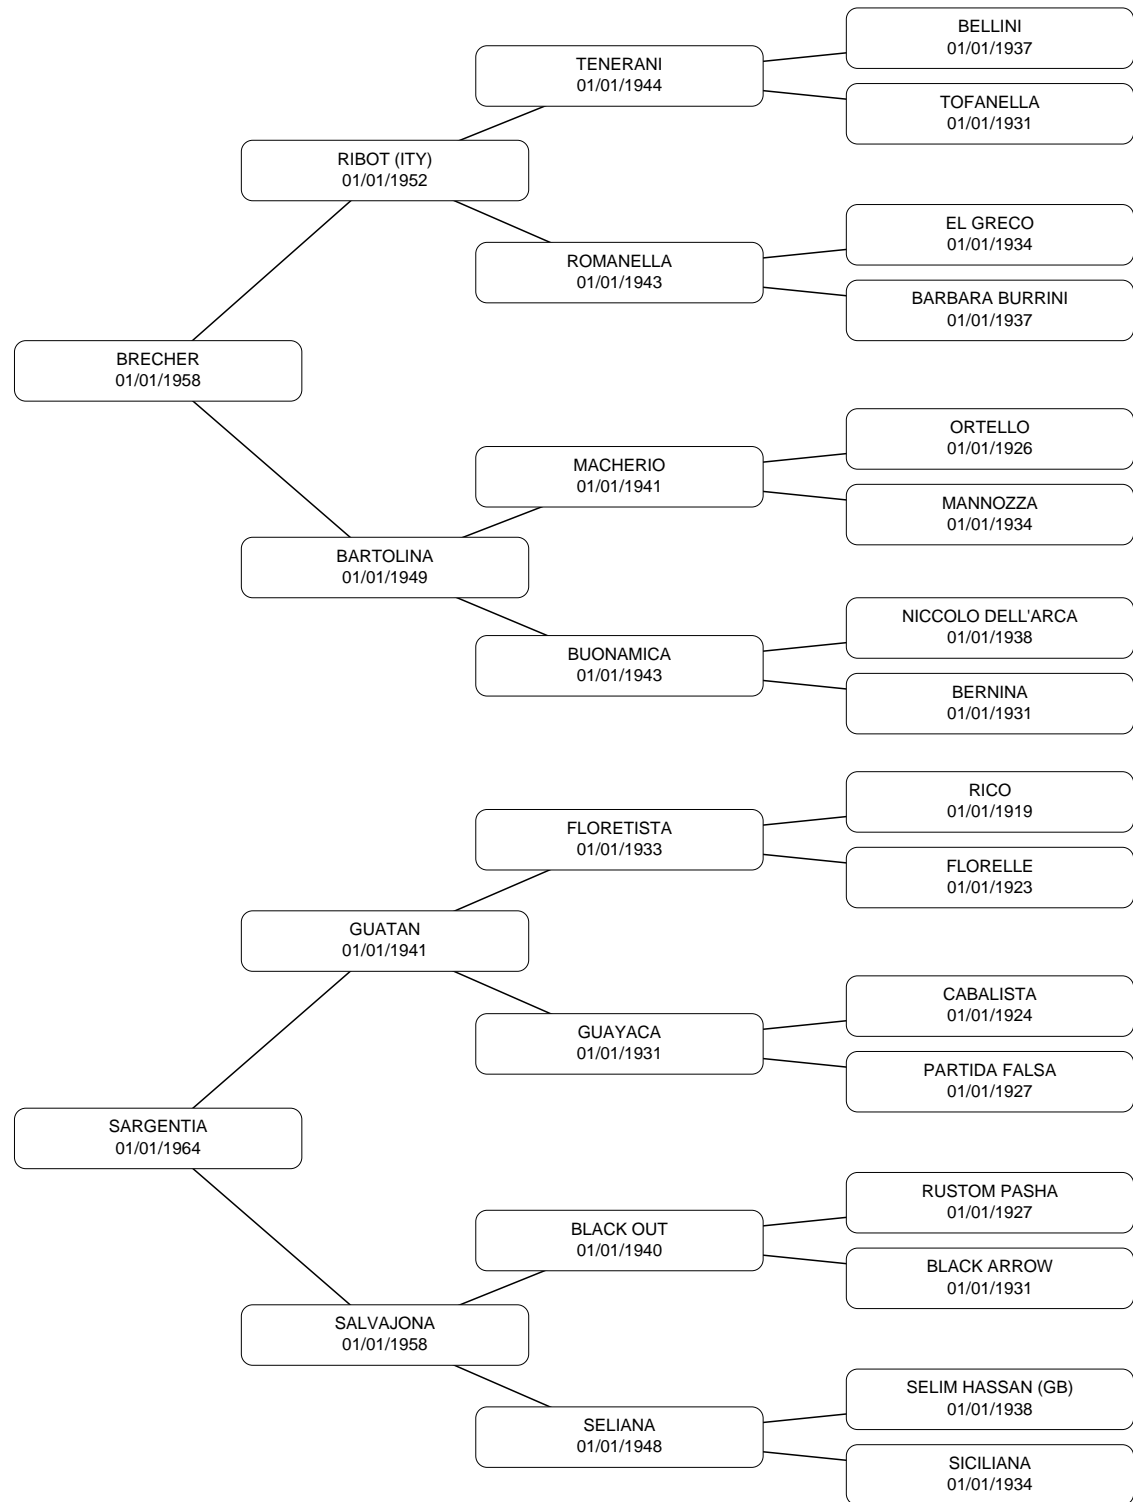 BELLINI
01/01/1937
TENERANI
01/01/1944
TOFANELLA
01/01/1931
RIBOT (ITY)
01/01/1952
EL GRECO
01/01/1934
ROMANELLA
01/01/1943
BARBARA BURRINI
01/01/1937
BRECHER
01/01/1958
ORTELLO
01/01/1926
MACHERIO
01/01/1941
MANNOZZA
01/01/1934
BARTOLINA
01/01/1949
NICCOLO DELL'ARCA
01/01/1938
BUONAMICA
01/01/1943
BERNINA
01/01/1931
RICO
01/01/1919
FLORETISTA
01/01/1933
FLORELLE
01/01/1923
GUATAN
01/01/1941
CABALISTA
01/01/1924
GUAYACA
01/01/1931
PARTIDA FALSA
01/01/1927
SARGENTIA
01/01/1964
RUSTOM PASHA
01/01/1927
BLACK OUT
01/01/1940
BLACK ARROW
01/01/1931
SALVAJONA
01/01/1958
SELIM HASSAN (GB)
01/01/1938
SELIANA
01/01/1948
SICILIANA
01/01/1934